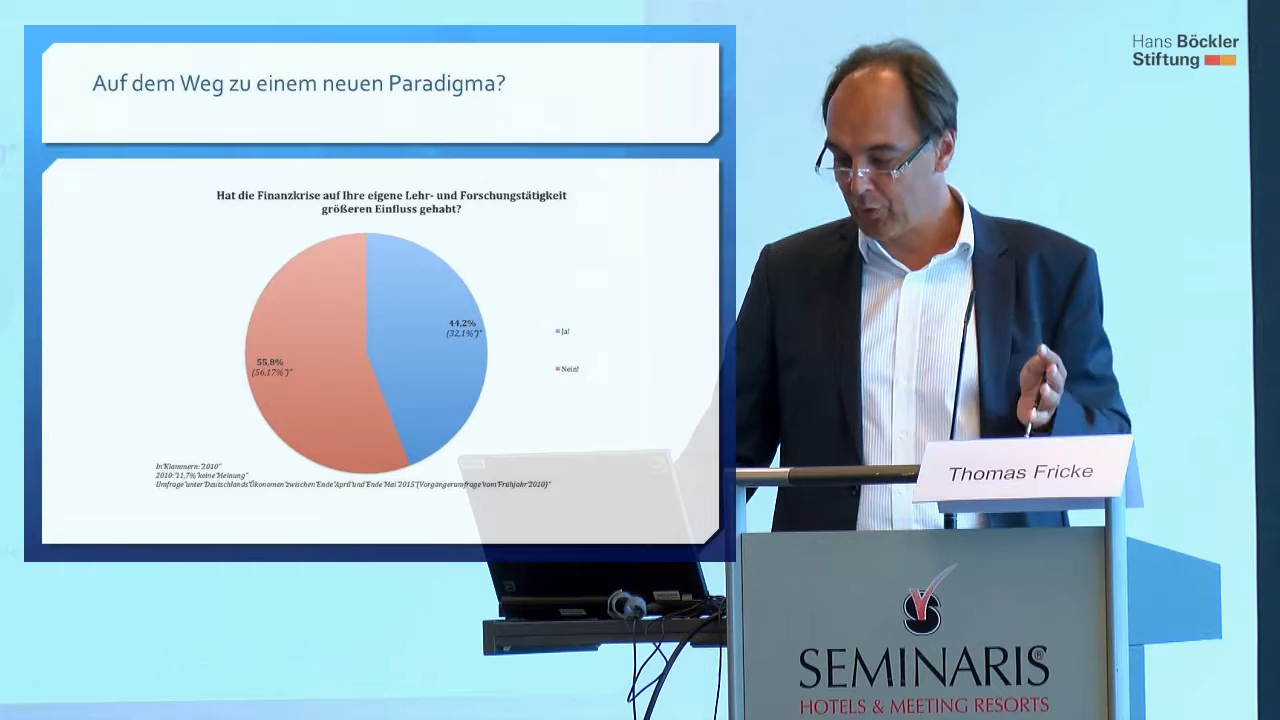 Auf dem Weg zu einem neuen Paradigma?
Hat die Finanzkrise auf Ihre eigene Lehr- und Forschungstätigkeit
größeren Einfluss gehabt?
44,2%
(32,1%)"
Ja!
55,8%
(56,17%)"
Nein!
In"Klammern:"2010"
2010:"11,7%"keine"Meinung"
Umfrage"unter"Deutschlands"Ökonomen"zwischen"Ende"April"und"Ende"Mai"2015"(Vorgängerumfrage"vom"Frühjahr"2010)"
Hans Böckler
Stiftung
Thomas Fricke
SEMINARIS®
HOTELS & MEETING RESORTS